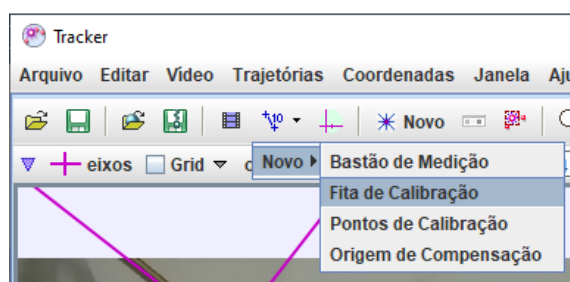 Tracker
Arquivo Editar Vídeo Trajetórias Coordenadas Janela Aju
Novo
eixos Grid Novo Bastão de Medição
Fita de Calibração
Pontos de Calibração
Origem de Compensação